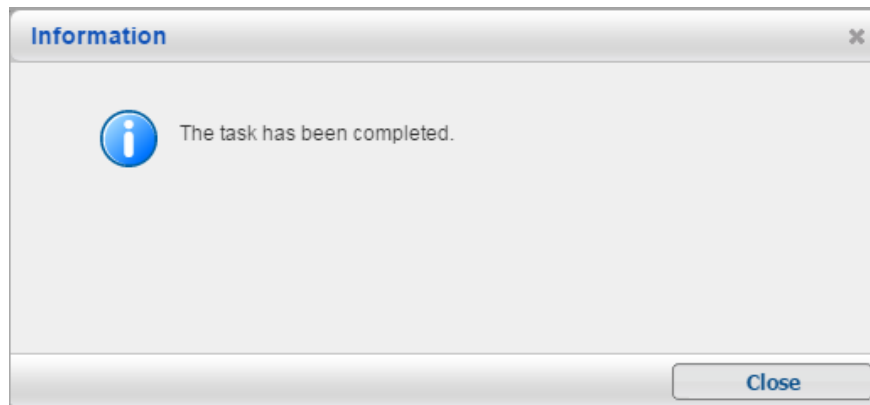 Information
The task has been completed.
Close